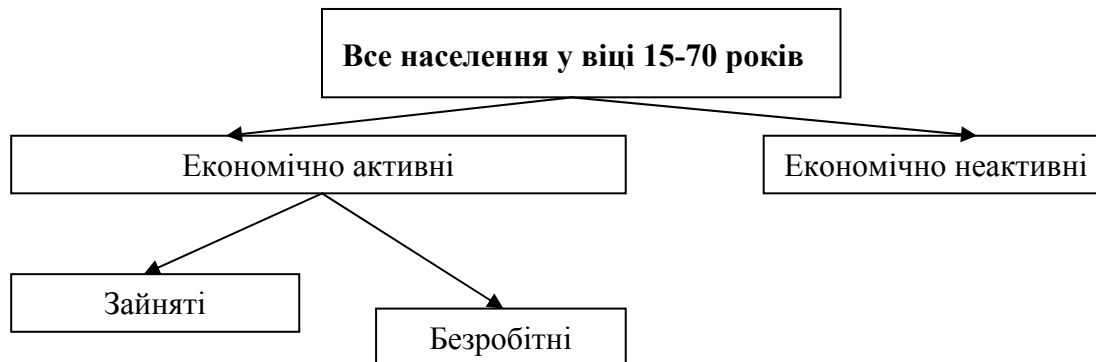 Все населення у віці 15-70 років
Економічно активні
Економічно неактивні
Зайняті
Безробітні